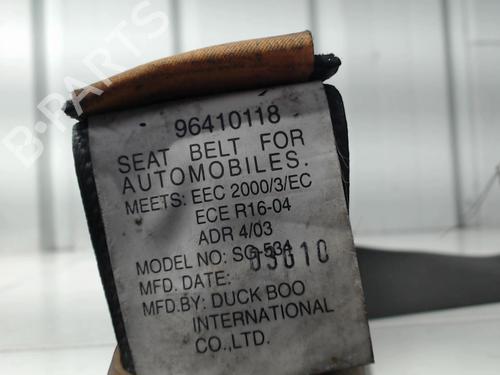 96410118
SEAT BELT FOR
AUTOMOBILES.
MEETS: EEC 2000/3/EC
ECE R16-04
ADR 4/03
MODEL NO: SG-534
MFD. DATE:
MFD.BY: DUCK BOO
INTERNATIONAL
CO.,LTD.
B-PARTS